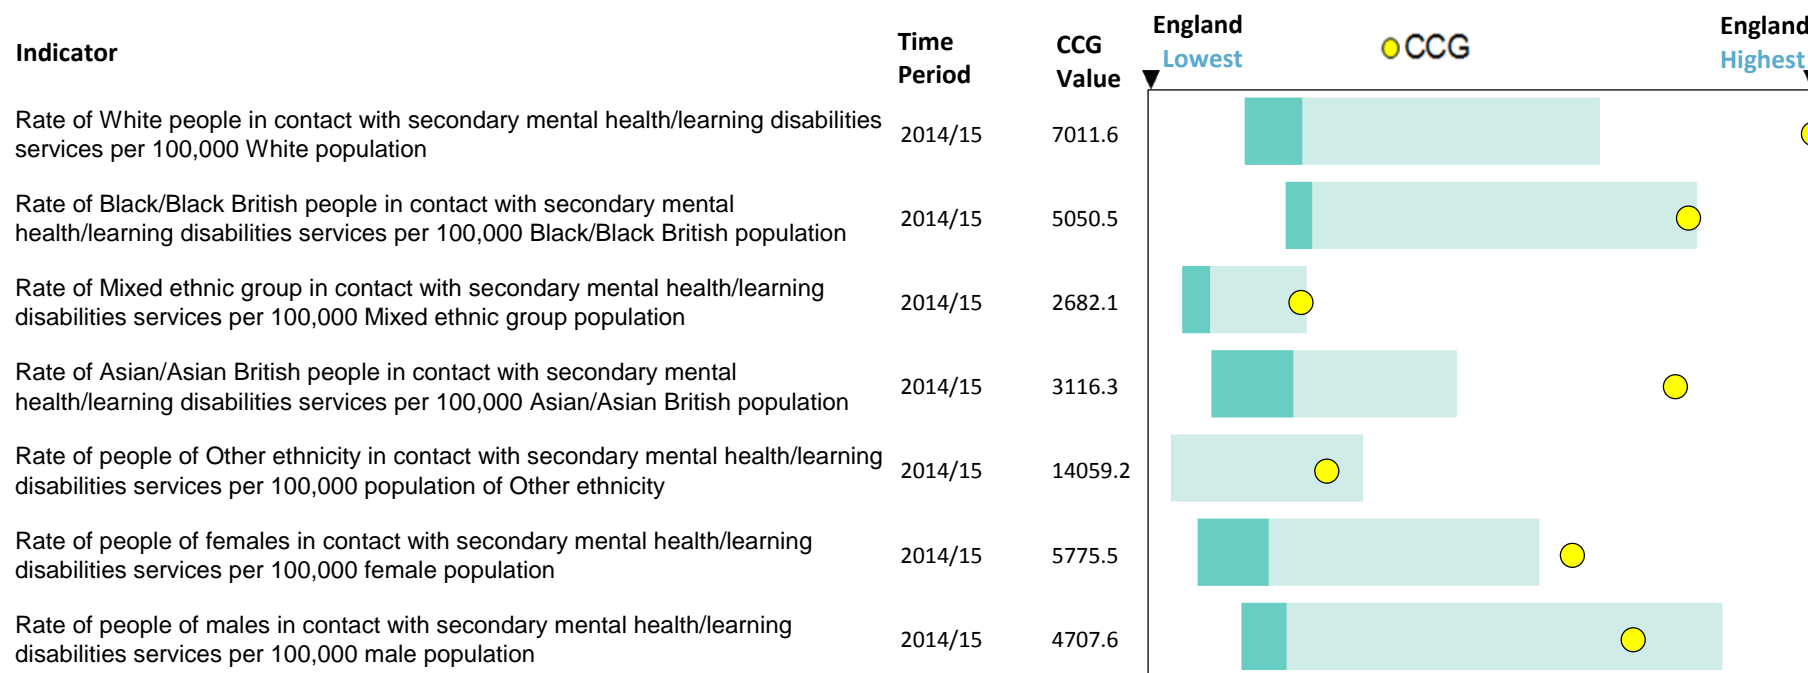 Indicator
Time
Period
CCG
Value
England
Lowest
CCG
England
Highest
Rate of White people in contact with secondary mental health/learning disabilities
services per 100,000 White population
2014/15
7011.6
Rate of Black/Black British people in contact with secondary mental
health/learning disabilities services per 100,000 Black/Black British population
2014/15
5050.5
Rate of Mixed ethnic group in contact with secondary mental health/learning
disabilities services per 100,000 Mixed ethnic group population
2014/15
2682.1
Rate of Asian/Asian British people in contact with secondary mental
health/learning disabilities services per 100,000 Asian/Asian British population
2014/15
3116.3
Rate of people of Other ethnicity in contact with secondary mental health/learning
disabilities services per 100,000 population of Other ethnicity
2014/15
14059.2
Rate of people of females in contact with secondary mental health/learning
disabilities services per 100,000 female population
2014/15
5775.5
Rate of people of males in contact with secondary mental health/learning
disabilities services per 100,000 male population
2014/15
4707.6